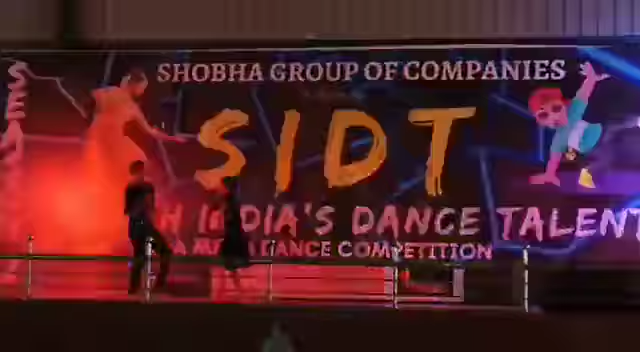 SHOBHA GROUP OF COMPANIES
SIDT
DIA'S DANCE TALENT
DANCE COMPETITION